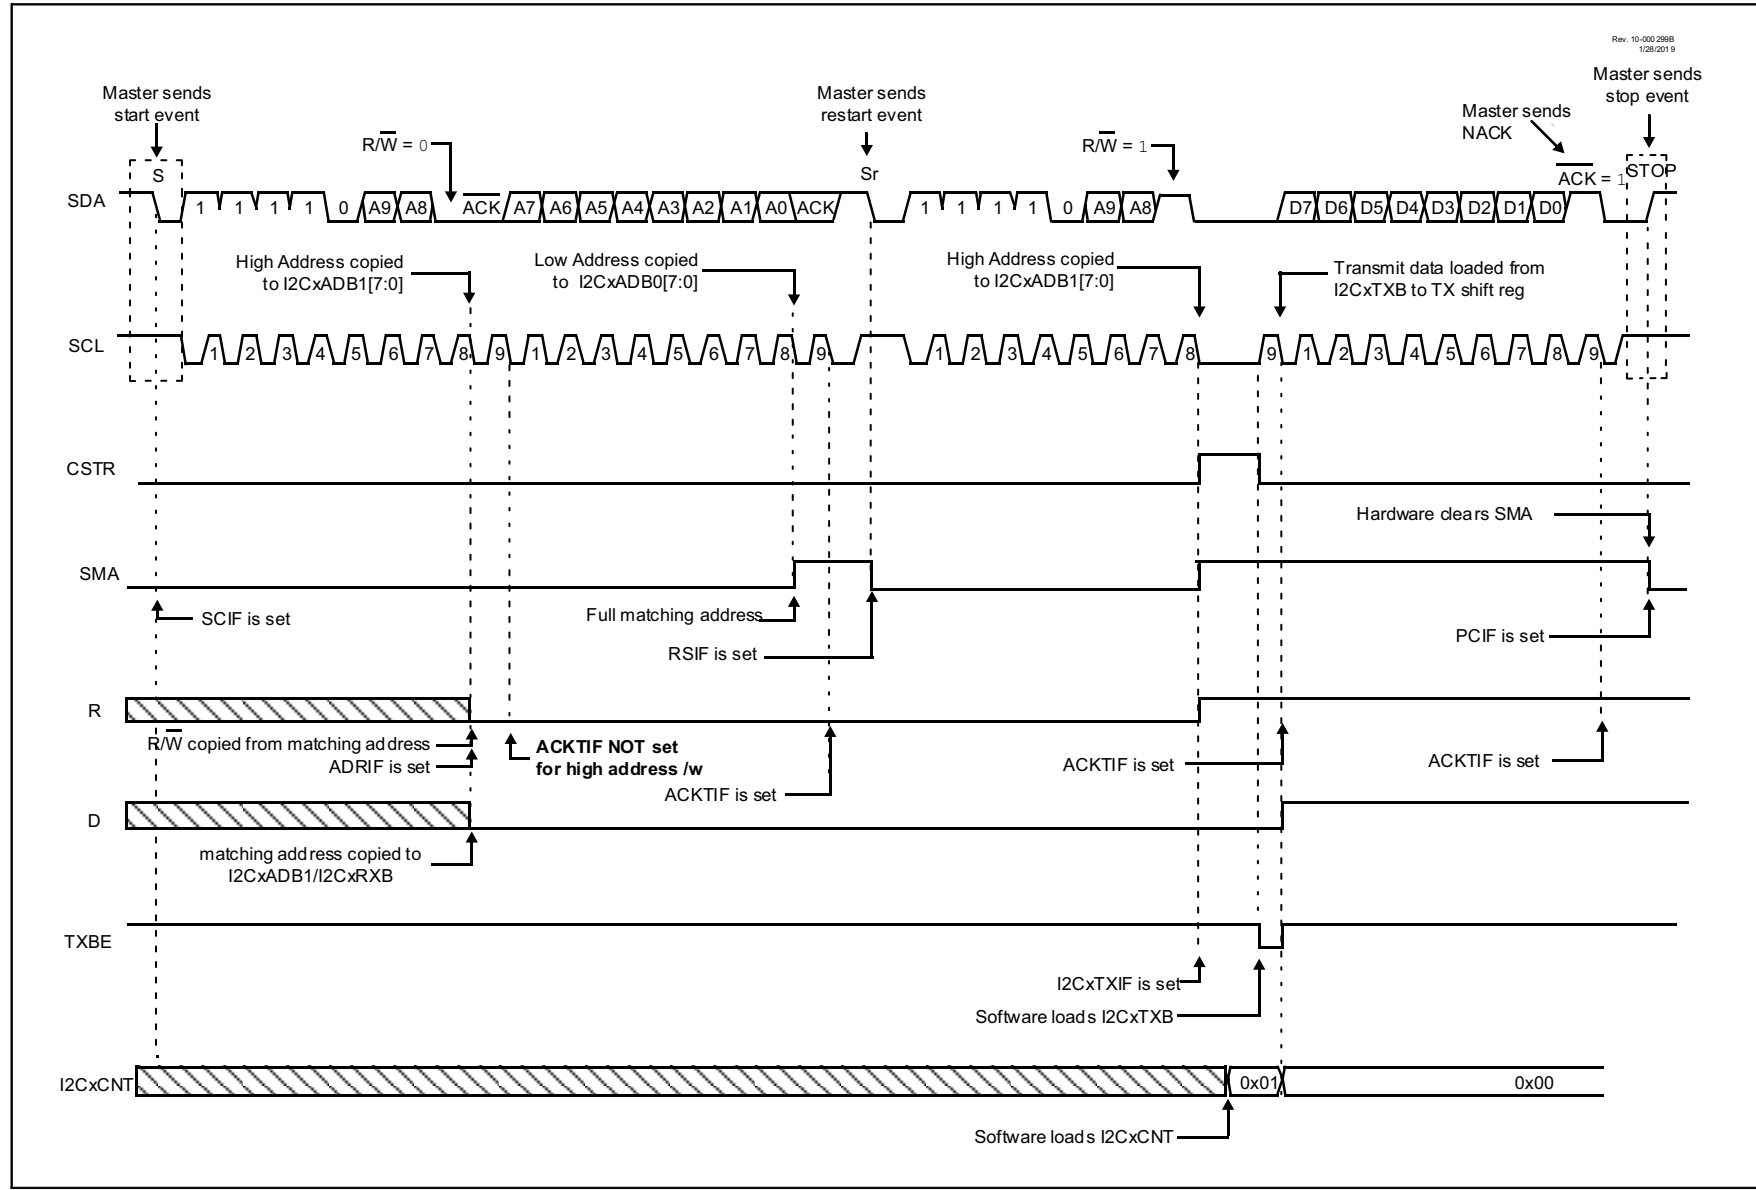 Rev. 10-000 299B
1/28/201 9
Master sends
start event
Master sends
restart event
Master sends
stop event
Master sends
NACK
R/W = 0
R/W = 1
ACK = 1
S
Sr
STOP
SDA
1 1 1 1 0 A9 A8 ACK A7 A6 A5 A4 A3 A2 A1 A0 ACK 1 1 1 1 0 A9 A8 D7 D6 D5 D4 D3 D2 D1 D0
High Address copied
to I2CxADB1[7:0]
Low Address copied
to I2CxADB0[7:0]
High Address copied
to I2CxADB1[7:0]
Transmit data loaded from
I2CxTXB to TX shift reg
SCL
1 2 3 4 5 6 7 8 9 1 2 3 4 5 6 7 8 9 1 2 3 4 5 6 7 8 9 1 2 3 4 5 6 7 8 9
CSTR
Hardware clears SMA
SMA
SCIF is set
Full matching address
RSIF is set
PCIF is set
R
R/W copied from matching address
ADRIF is set
ACKTIF NOT set
for high address /w
ACKTIF is set
ACKTIF is set
ACKTIF is set
D
matching address copied to
I2CxADB1/I2CxRXB
TXBE
I2CxTXIF is set
Software loads I2CxTXB
I2CxCNT
0x01
0x00
Software loads I2CxCNT